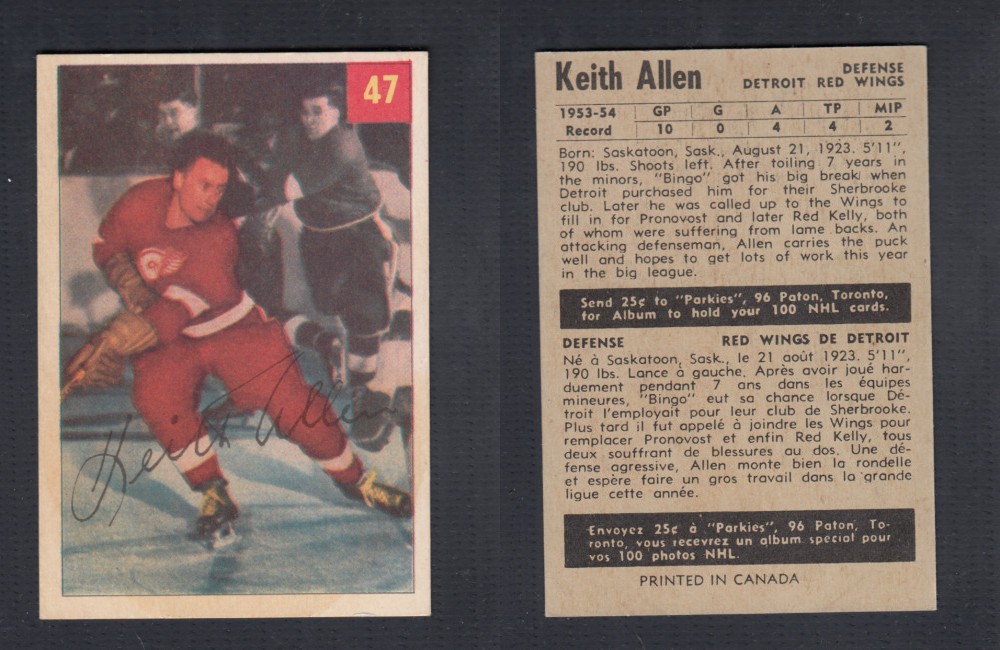 47
Keith Allen
Keith Allen
DEFENSE
DETROIT RED WINGS
1953-54 GP G A TP MIP
Record 10 0 4 4 2
Born: Saskatoon, Sask., August 21, 1923. 5'11",
190 lbs. Shoots left. After toiling 7 years in
the minors, "Bingo" got his big break when
Detroit purchased him for their Sherbrooke
club. Later he was called up to the Wings to
fill in for Pronovost and later Red Kelly, both
of whom were suffering from lame backs. An
attacking defenseman, Allen carries the puck
well and hopes to get lots of work this year
in the big league.
Send 25¢ to "Parkies", 96 Paton, Toronto,
for Album to hold your 100 NHL cards.
DEFENSE RED WINGS DE DETROIT
Né à Saskatoon, Sask., le 21 août 1923. 5'11",
190 lbs. Lance à gauche. Après avoir joué har-
duement pendant 7 ans dans les équipes
mineures, "Bingo" eut sa chance lorsque Dé-
troit l'employait pour leur club de Sherbrooke.
Plus tard il fut appelé à joindre les Wings pour
remplacer Pronovost et enfin Red Kelly, tous
deux souffrant de blessures au dos. Une dé-
fense agressive, Allen monte bien la rondelle
et espère faire un gros travail dans la grande
ligue cette année.
Envoyez 25¢ à "Parkies", 96 Paton, To-
ronto, vous recevrez un album special pour
vos 100 photos NHL.
PRINTED IN CANADA